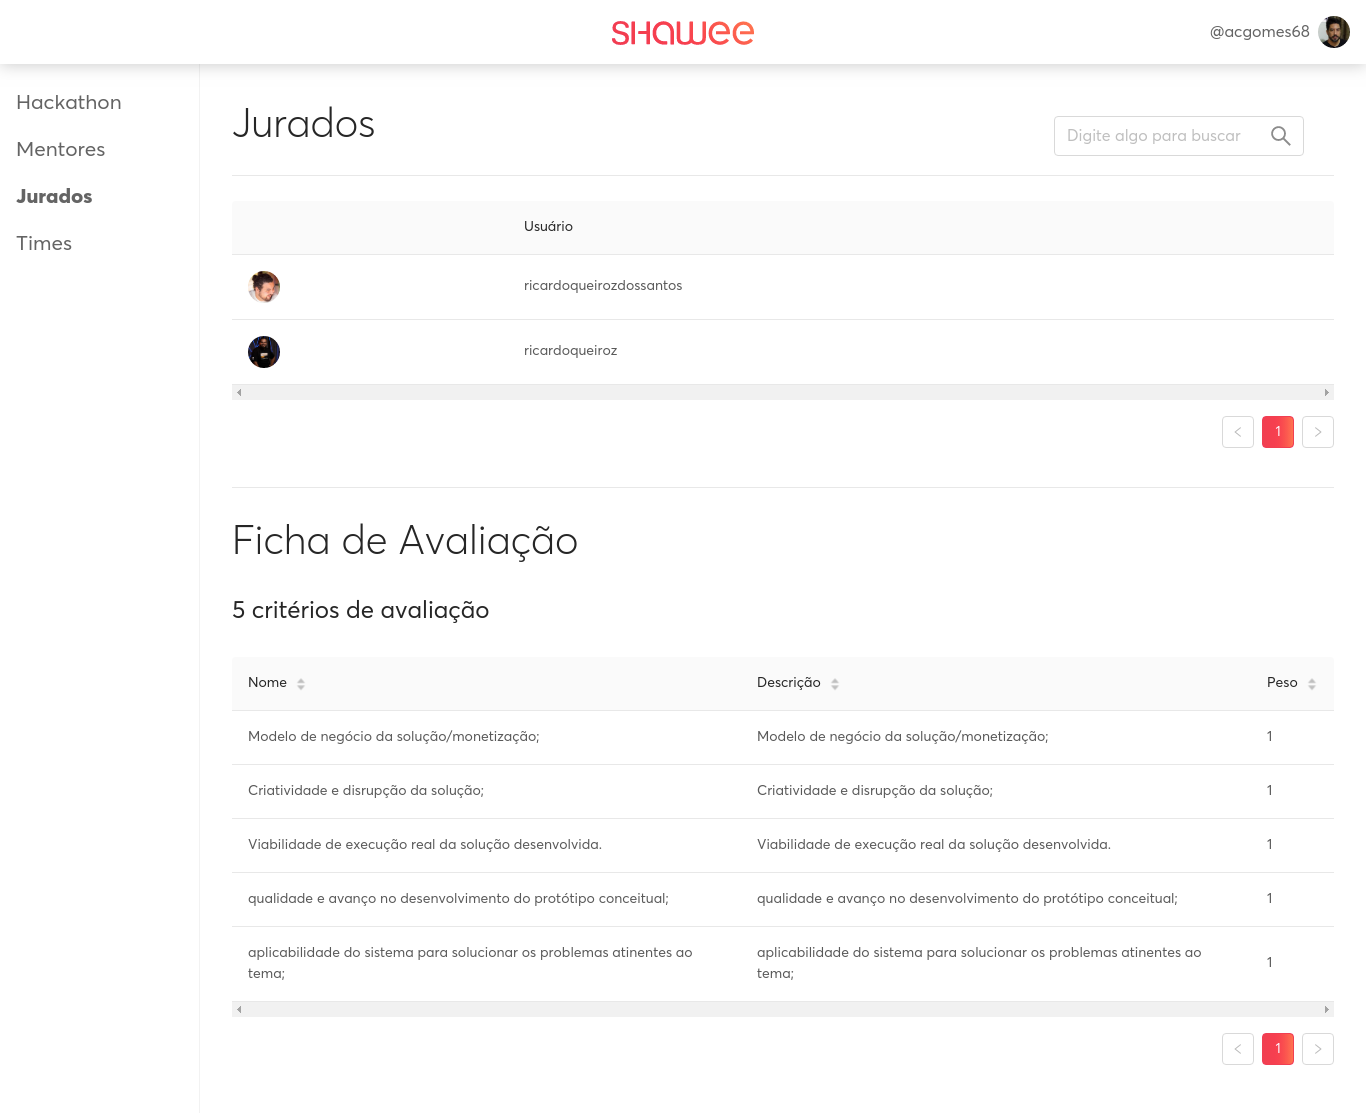 SHAWEE
@acgomes68
Hackathon
Mentores
Jurados
Times
Jurados
Digite algo para buscar
Usuário
ricardoqueirozdossantos
ricardoqueiroz
< 1 >
Ficha de Avaliação
5 critérios de avaliação
Nome Descrição Peso
Modelo de negócio da solução/monetização; Modelo de negócio da solução/monetização; 1
Criatividade e disrupção da solução; Criatividade e disrupção da solução; 1
Viabilidade de execução real da solução desenvolvida. Viabilidade de execução real da solução desenvolvida. 1
qualidade e avanço no desenvolvimento do protótipo conceitual; qualidade e avanço no desenvolvimento do protótipo conceitual; 1
aplicabilidade do sistema para solucionar os problemas atinentes ao
tema;
aplicabilidade do sistema para solucionar os problemas atinentes ao
tema;
1
< 1 >